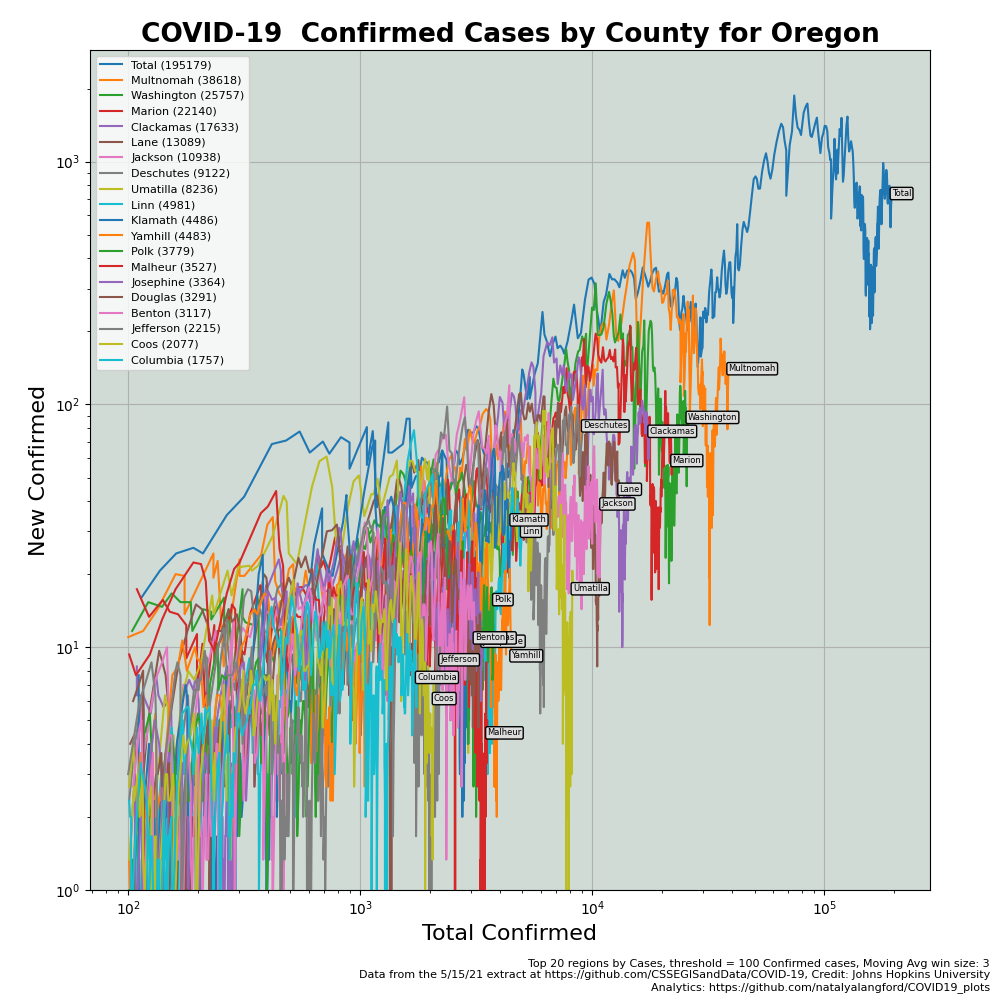 COVID-19  Confirmed Cases by County for Oregon
Total (195179)
Multnomah (38618)
Washington (25757)
Marion (22140)
Clackamas (17633)
Lane (13089)
Jackson (10938)
Deschutes (9122)
Umatilla (8236)
Linn (4981)
Klamath (4486)
Yamhill (4483)
Polk (3779)
Malheur (3527)
Josephine (3364)
Douglas (3291)
Benton (3117)
Jefferson (2215)
Coos (2077)
Columbia (1757)
New Confirmed
10³
10²
10¹
10⁰
Total
Multnomah
Washington
Deschutes
Clackamas
Marion
Lane
Jackson
Klamath
Linn
Umatilla
Polk
Benton
Yamhill
Jefferson
Columbia
Coos
Malheur
10²
10³
10⁴
10⁵
Total Confirmed
Top 20 regions by Cases, threshold = 100 Confirmed cases, Moving Avg win size: 3
Data from the 5/15/21 extract at https://github.com/CSSEGISandData/COVID-19, Credit: Johns Hopkins University
Analytics: https://github.com/natalyalangford/COVID19_plots